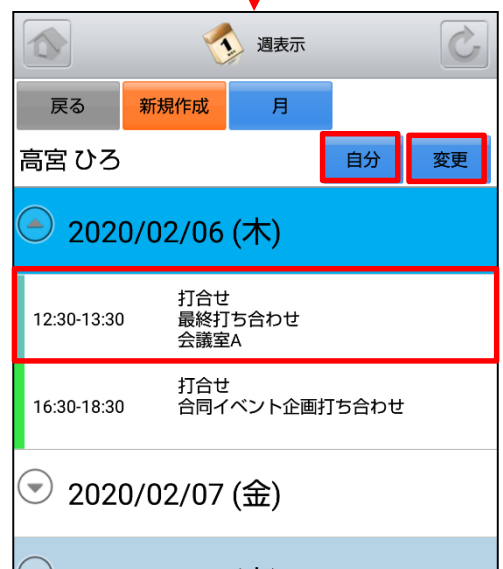 1
週表示
戻る
新規作成
月
高宮 ひろ
自分
変更
2020/02/06 (木)
12:30-13:30
打合せ
最終打ち合わせ
会議室A
16:30-18:30
打合せ
合同イベント企画打ち合わせ
2020/02/07 (金)